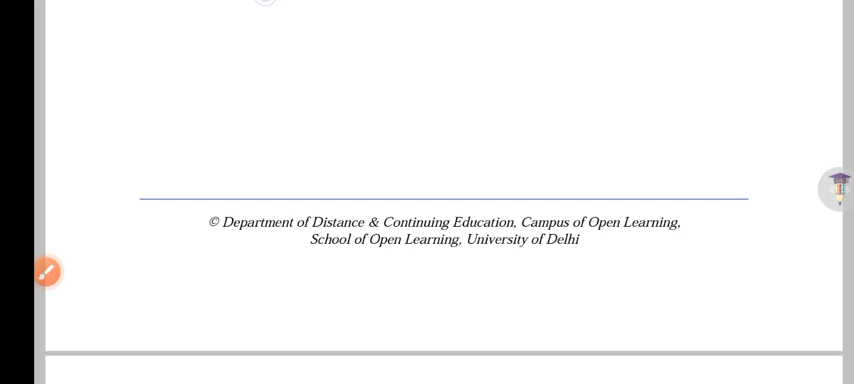 © Department of Distance & Continuing Education, Campus of Open Learning,
School of Open Learning, University of Delhi